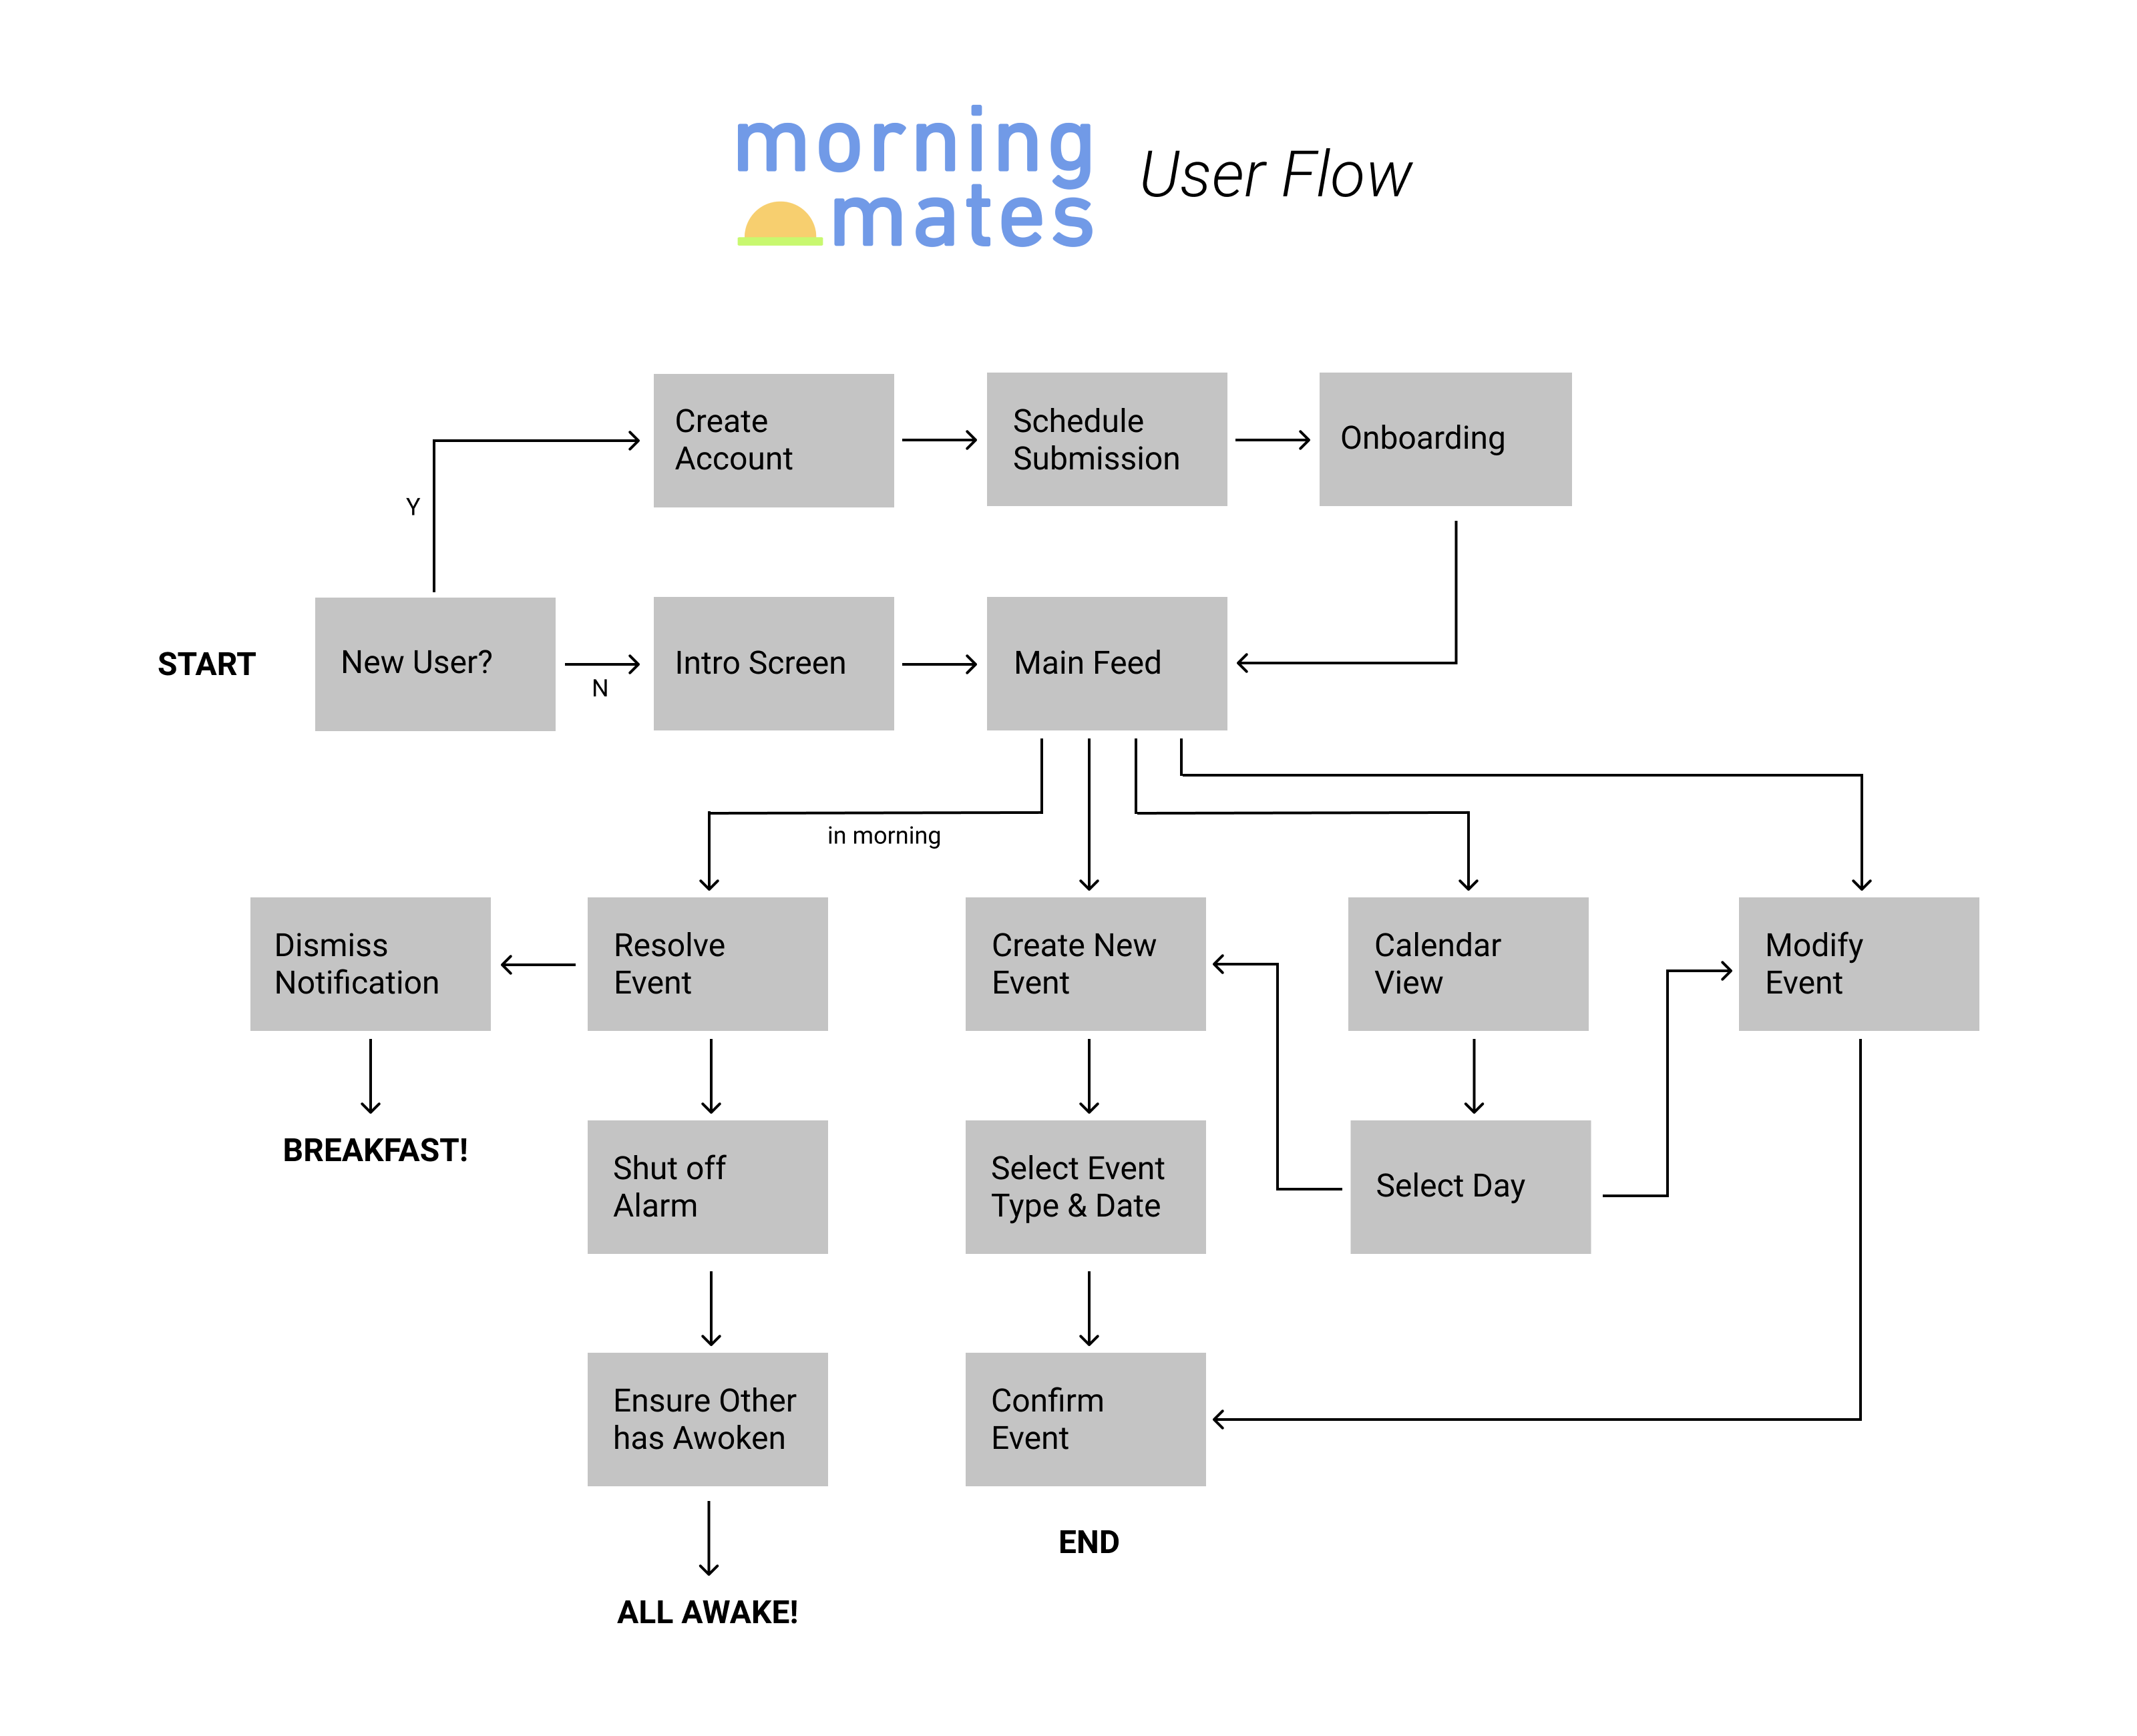 morning
mates
User Flow
Create
Account
Schedule
Submission
Onboarding
Y
START
New User?
N
Intro Screen
Main Feed
in morning
Dismiss
Notification
Resolve
Event
Create New
Event
Calendar
View
Modify
Event
BREAKFAST!
Shut off
Alarm
Select Event
Type & Date
Select Day
Ensure Other
has Awoken
Confirm
Event
END
ALL AWAKE!